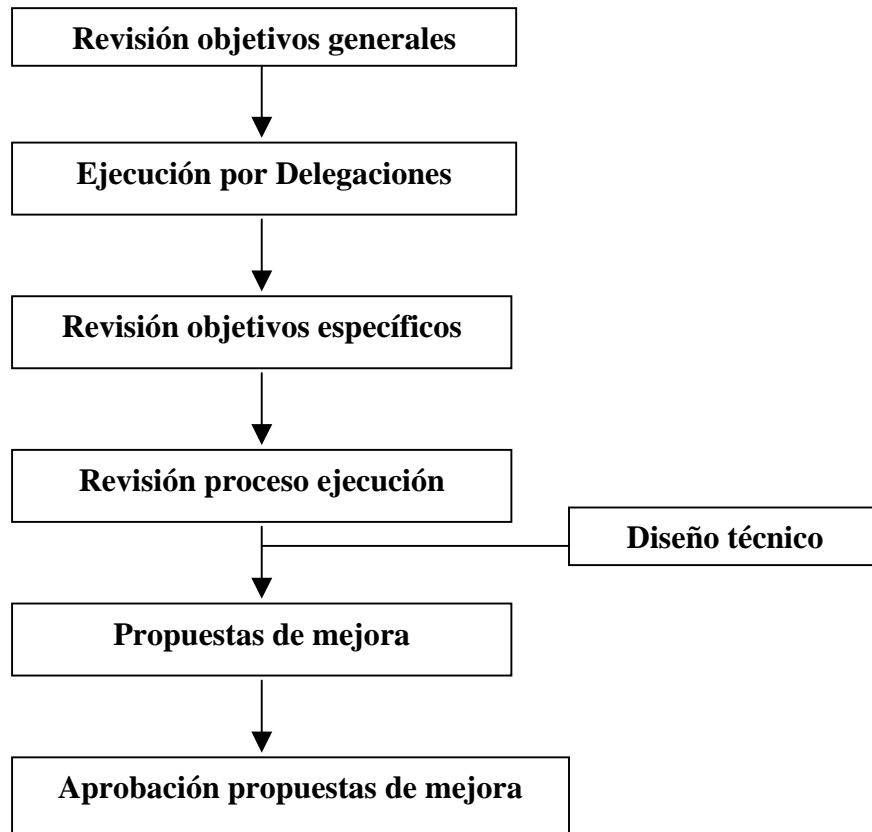 Revisión objetivos generales
Ejecución por Delegaciones
Revisión objetivos específicos
Revisión proceso ejecución
Diseño técnico
Propuestas de mejora
Aprobación propuestas de mejora